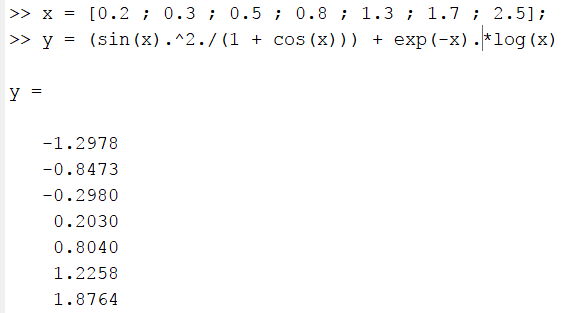 >> x = [0.2 ; 0.3 ; 0.5 ; 0.8 ; 1.3 ; 1.7 ; 2.5];
>> y = (sin(x).^2./(1 + cos(x))) + exp(-x).*log(x)
y =
-1.2978
-0.8473
-0.2980
0.2030
0.8040
1.2258
1.8764